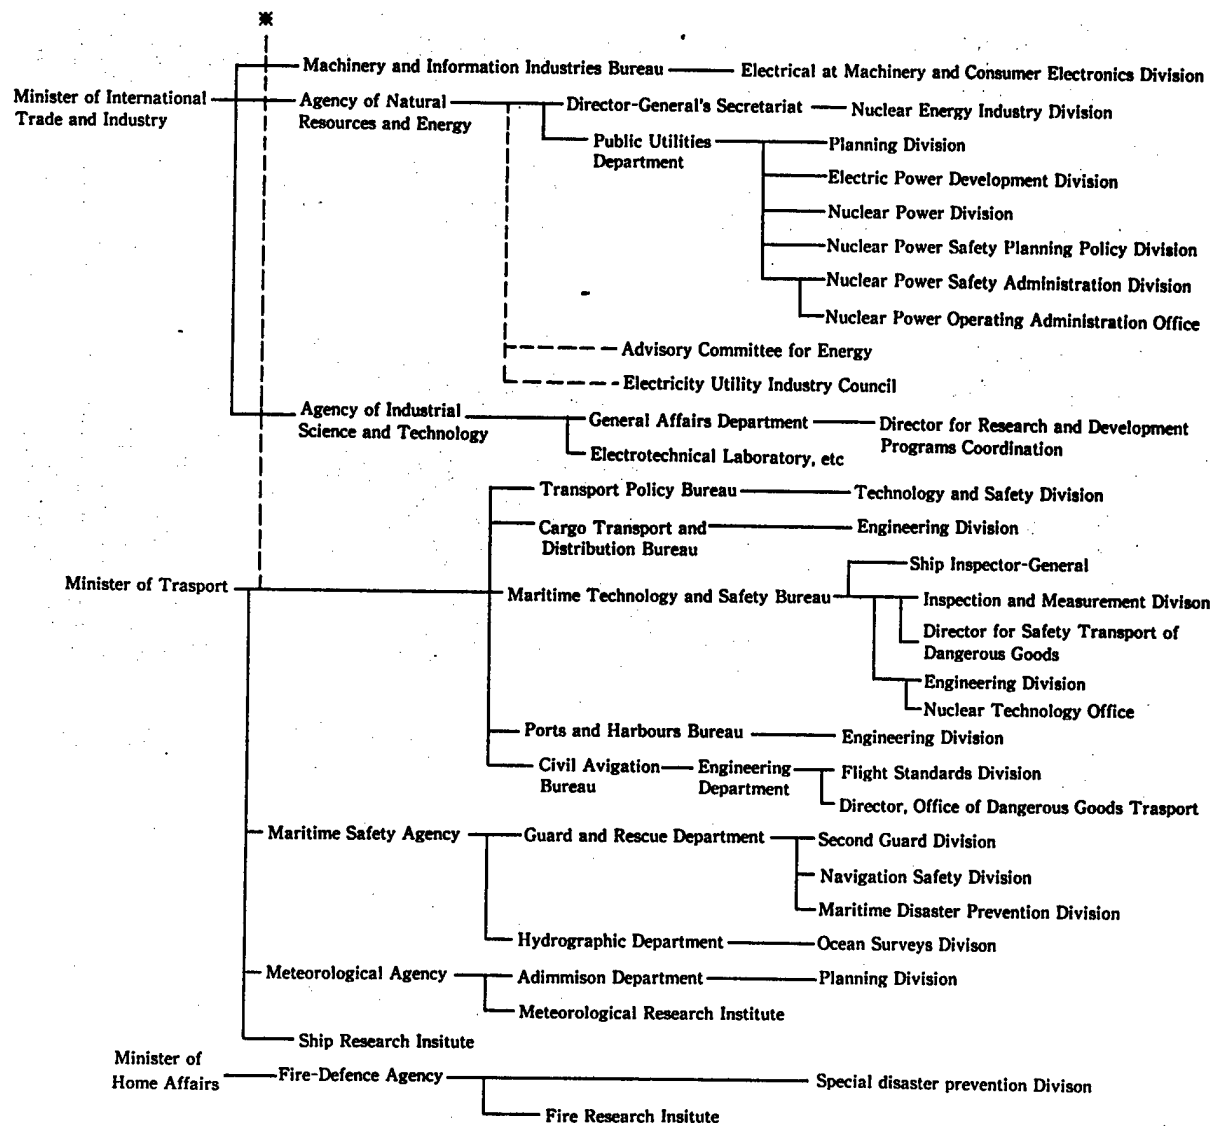 ※
Machinery and Information Industries Bureau
Electrical at Machinery and Consumer Electronics Division
Minister of International
Trade and Industry
Agency of Natural
Resources and Energy
Director-General's Secretariat
Nuclear Energy Industry Division
Public Utilities
Department
Planning Division
Electric Power Development Division
Nuclear Power Division
Nuclear Power Safety Planning Policy Division
Nuclear Power Safety Administration Division
Nuclear Power Operating Administration Office
Advisory Committee for Energy
Electricity Utility Industry Council
Agency of Industrial
Science and Technology
General Affairs Department
Director for Research and Development
Programs Coordination
Electrotechnical Laboratory, etc
Transport Policy Bureau
Technology and Safety Division
Cargo Transport and
Distribution Bureau
Engineering Division
Minister of Trasport
Maritime Technology and Safety Bureau
Ship Inspector-General
Inspection and Measurement Divison
Director for Safety Transport of
Dangerous Goods
Engineering Division
Nuclear Technology Office
Ports and Harbours Bureau
Engineering Division
Civil Avigation
Bureau
Engineering
Department
Flight Standards Division
Director, Office of Dangerous Goods Trasport
Maritime Safety Agency
Guard and Rescue Department
Second Guard Division
Navigation Safety Division
Maritime Disaster Prevention Division
Hydrographic Department
Ocean Surveys Divison
Meteorological Agency
Adimmison Department
Planning Division
Meteorological Research Institute
Ship Research Insitute
Minister of
Home Affairs
Fire-Defence Agency
Special disaster prevention Divison
Fire Research Insitute